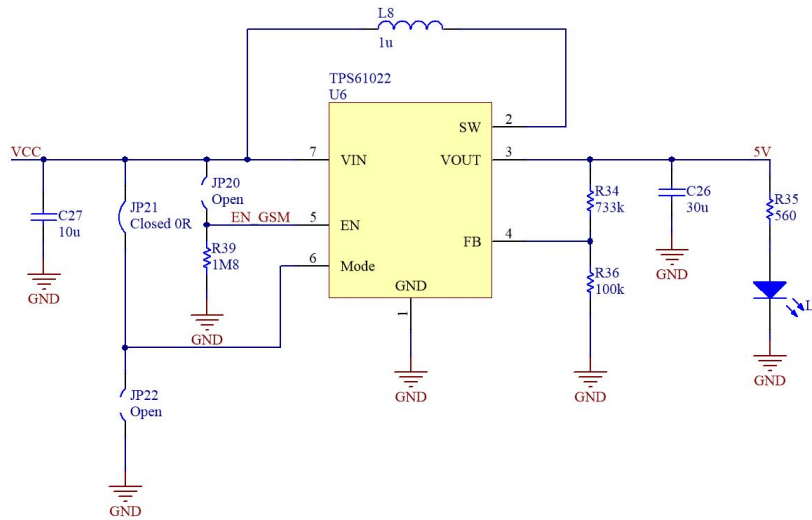 L8
1u
TPS61022
U6
SW
2
VCC
7
VIN
VOUT
3
5V
JP20
Open
JP21
Closed 0R
EN_GSM
5
EN
R34
733k
C26
30u
R35
560
C27
10u
R39
1M8
6
Mode
FB
4
GND
GND
R36
100k
GND
GND
1
L
GND
GND
GND
JP22
Open
GND